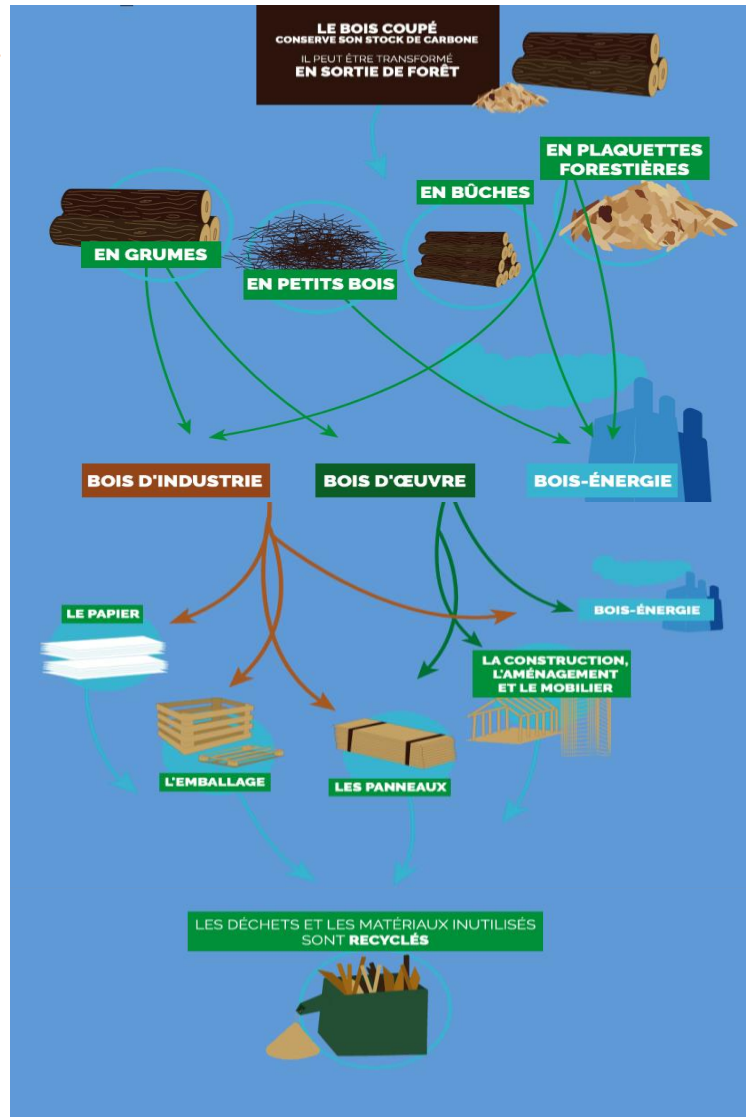 LE BOIS COUPÉ
CONSERVE SON STOCK DE CARBONE
IL PEUT ÊTRE TRANSFORMÉ
EN SORTIE DE FORÊT
EN PLAQUETTES
FORESTIÈRES
EN BÛCHES
EN GRUMES
EN PETITS BOIS
BOIS D'INDUSTRIE
BOIS D'ŒUVRE
BOIS-ÉNERGIE
LE PAPIER
BOIS-ÉNERGIE
LA CONSTRUCTION,
L'AMÉNAGEMENT
ET LE MOBILIER
L'EMBALLAGE
LES PANNEAUX
LES DÉCHETS ET LES MATÉRIAUX INUTILISÉS
SONT RECYCLÉS